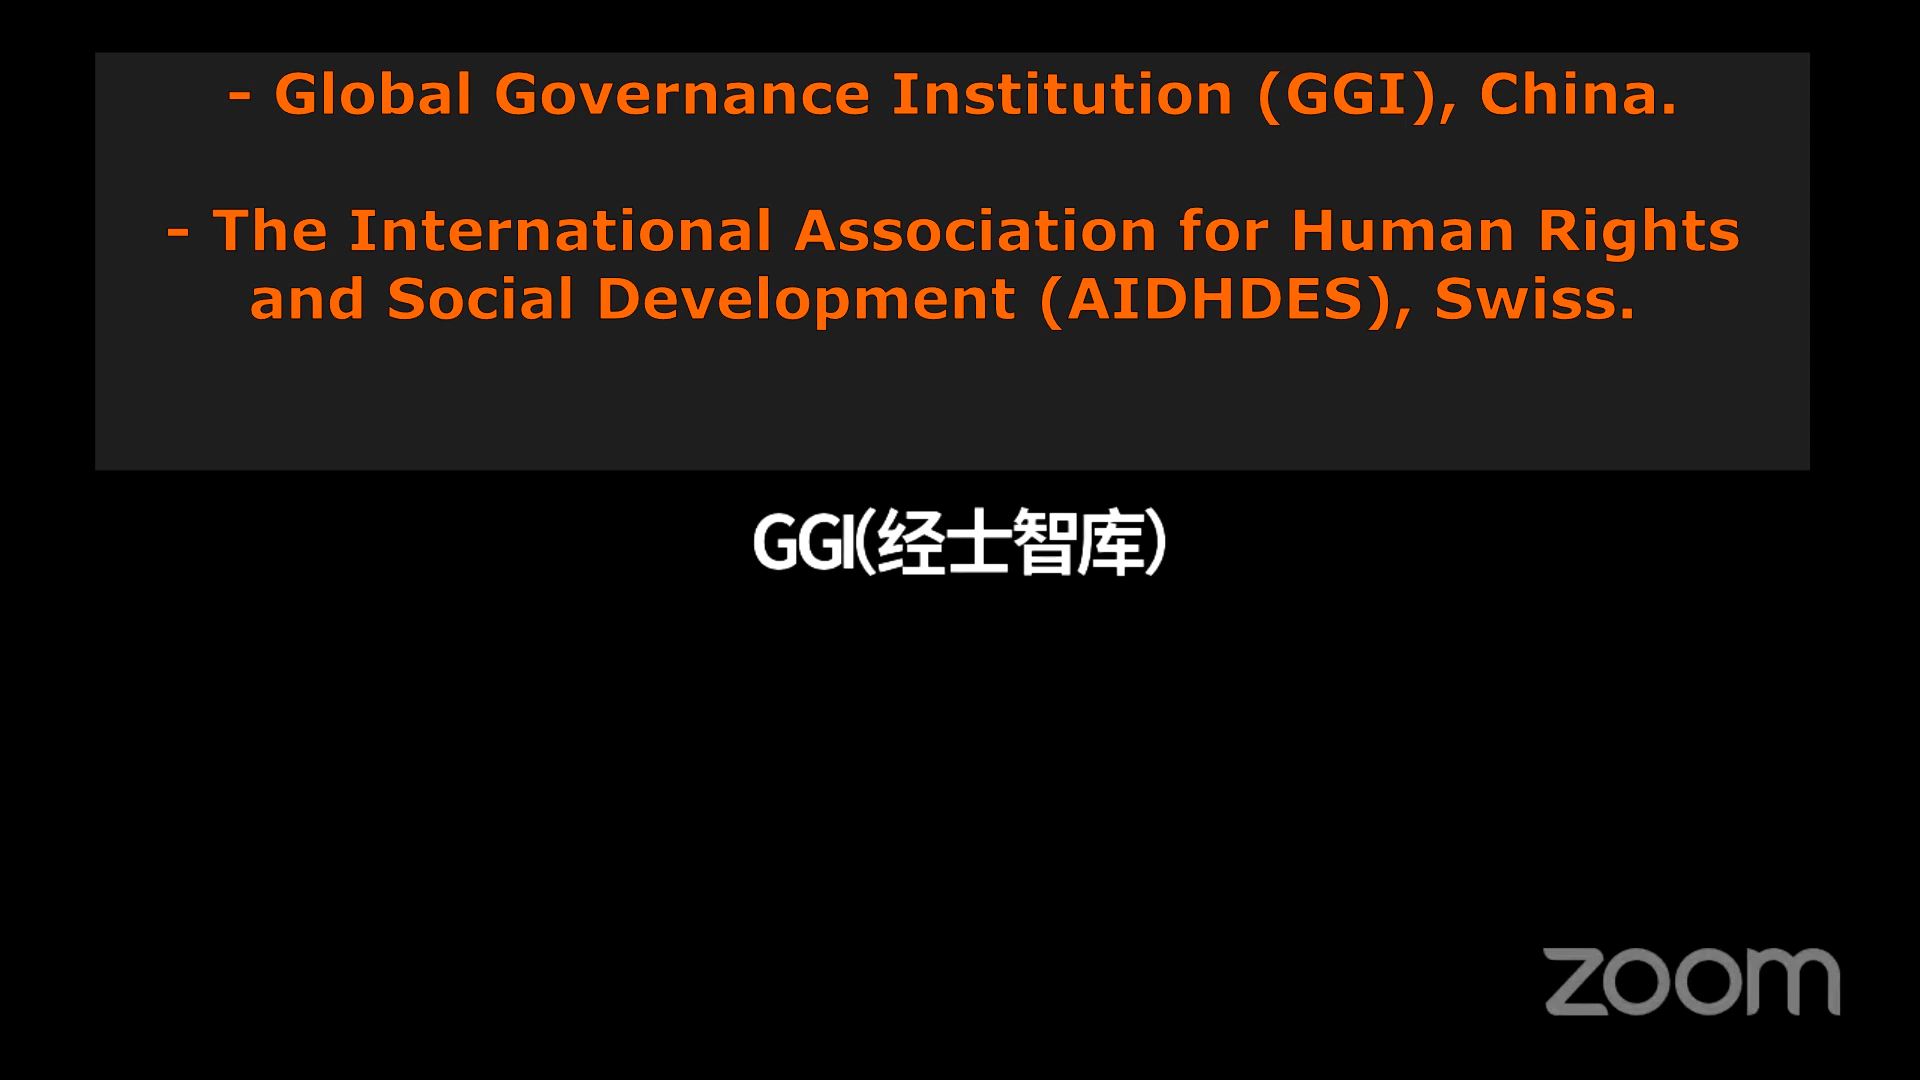 - Global Governance Institution (GGI), China.
- The International Association for Human Rights
and Social Development (AIDHDES), Swiss.
GGI(经士智库)
zoom